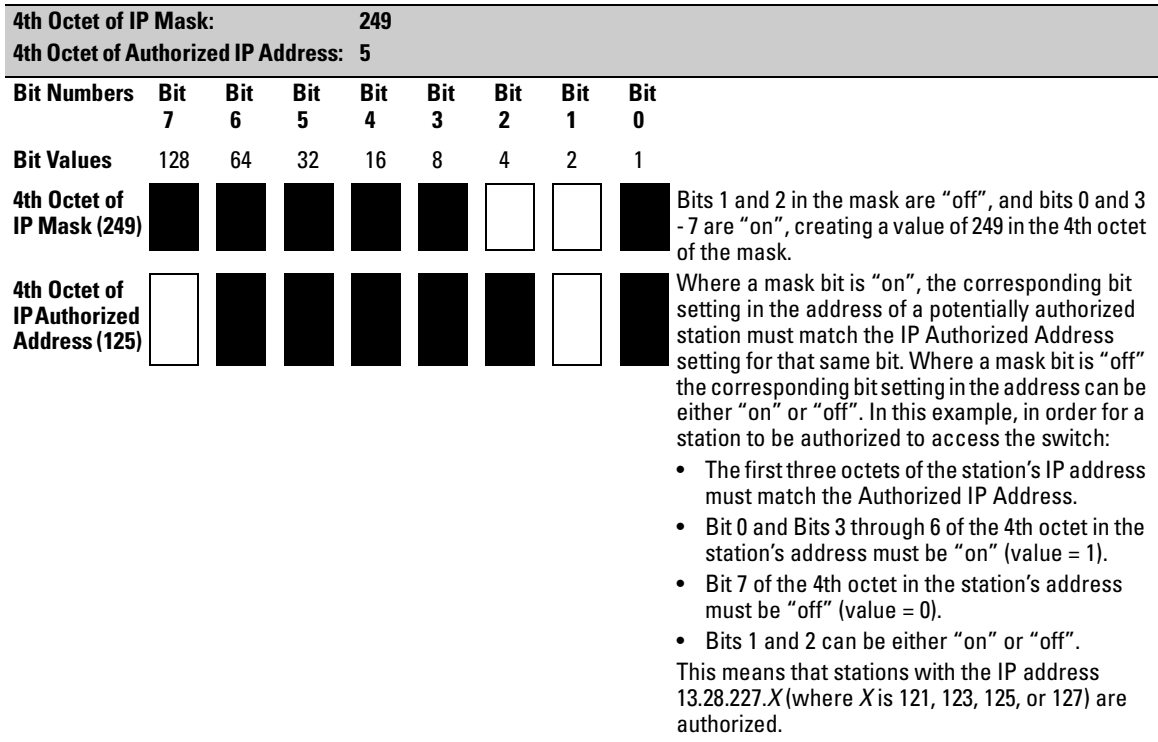 4th Octet of IP Mask: 249
4th Octet of Authorized IP Address: 5
Bit Numbers Bit 7 Bit 6 Bit 5 Bit 4 Bit 3 Bit 2 Bit 1 Bit 0
Bit Values 128 64 32 16 8 4 2 1
4th Octet of
IP Mask (249)
Bits 1 and 2 in the mask are “off”, and bits 0 and 3
- 7 are “on”, creating a value of 249 in the 4th octet
of the mask.
4th Octet of
IP Authorized
Address (125)
Where a mask bit is “on”, the corresponding bit
setting in the address of a potentially authorized
station must match the IP Authorized Address
setting for that same bit. Where a mask bit is “off”
the corresponding bit setting in the address can be
either “on” or “off”. In this example, in order for a
station to be authorized to access the switch:
• The first three octets of the station’s IP address
must match the Authorized IP Address.
• Bit 0 and Bits 3 through 6 of the 4th octet in the
station’s address must be “on” (value = 1).
• Bit 7 of the 4th octet in the station’s address
must be “off” (value = 0).
• Bits 1 and 2 can be either “on” or “off”.
This means that stations with the IP address
13.28.227.X (where X is 121, 123, 125, or 127) are
authorized.